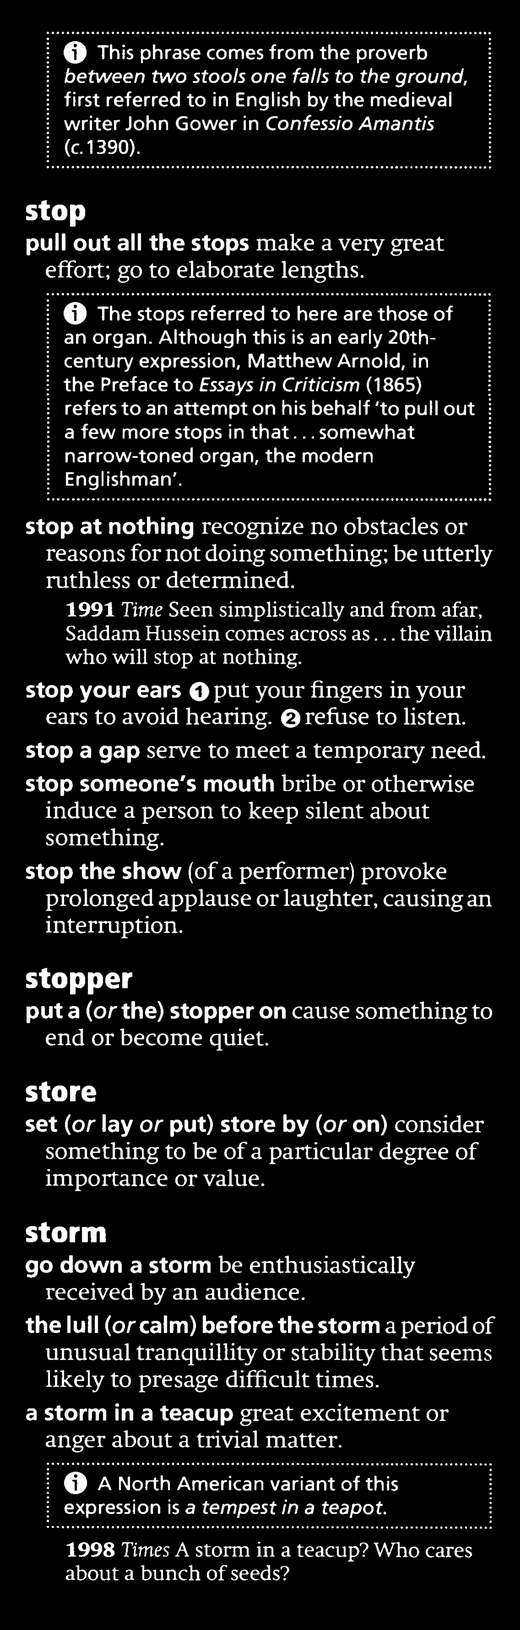 ⓘ This phrase comes from the proverb
between two stools one falls to the ground,
first referred to in English by the medieval
writer John Gower in Confessio Amantis
(c.1390).
stop
pull out all the stops make a very great
effort; go to elaborate lengths.
ⓘ The stops referred to here are those of
an organ. Although this is an early 20th-
century expression, Matthew Arnold, in
the Preface to Essays in Criticism (1865)
refers to an attempt on his behalf ‘to pull out
a few more stops in that...somewhat
narrow-toned organ, the modern
Englishman’.
stop at nothing recognize no obstacles or
reasons for not doing something; be utterly
ruthless or determined.
1991 Time Seen simplistically and from afar,
Saddam Hussein comes across as...the villain
who will stop at nothing.
stop your ears ❶ put your fingers in your
ears to avoid hearing. ❷ refuse to listen.
stop a gap serve to meet a temporary need.
stop someone’s mouth bribe or otherwise
induce a person to keep silent about
something.
stop the show (of a performer) provoke
prolonged applause or laughter, causing an
interruption.
stopper
put a (or the) stopper on cause something to
end or become quiet.
store
set (or lay or put) store by (or on) consider
something to be of a particular degree of
importance or value.
storm
go down a storm be enthusiastically
received by an audience.
the lull (or calm) before the storm a period of
unusual tranquillity or stability that seems
likely to presage difficult times.
a storm in a teacup great excitement or
anger about a trivial matter.
ⓘ A North American variant of this
expression is a tempest in a teapot.
1998 Times A storm in a teacup? Who cares
about a bunch of seeds?